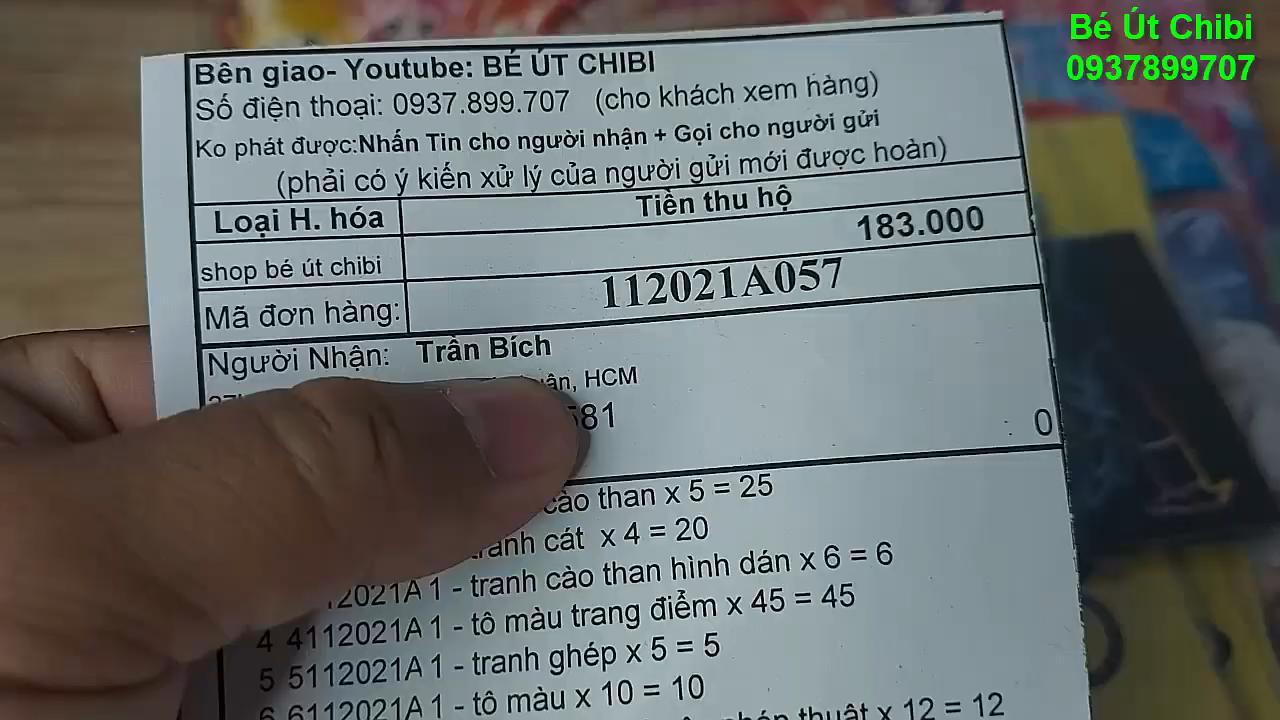 Bé Út Chibi
0937899707
Bên giao- Youtube: BÉ ÚT CHIBI
Số điện thoại: 0937.899.707 (cho khách xem hàng)
Ko phát được:Nhấn Tin cho người nhận + Gọi cho người gửi
(phải có ý kiến xử lý của người gửi mới được hoàn)
Loại H. hóa Tiền thu hộ
shop bé út chibi 183.000
Mã đơn hàng: 112021A057
Người Nhận: Trân Bích
HCM
581 0
cào than x 5 = 25
tranh cát x 4 = 20
2021A 1 - tranh cào than hình dán x 6 = 6
4 4112021A 1 - tô màu trang điểm x 45 = 45
5 5112021A 1 - tranh ghép x 5 = 5
6 6112021A 1 - tô màu x 10 = 10
thuật x 12 = 12